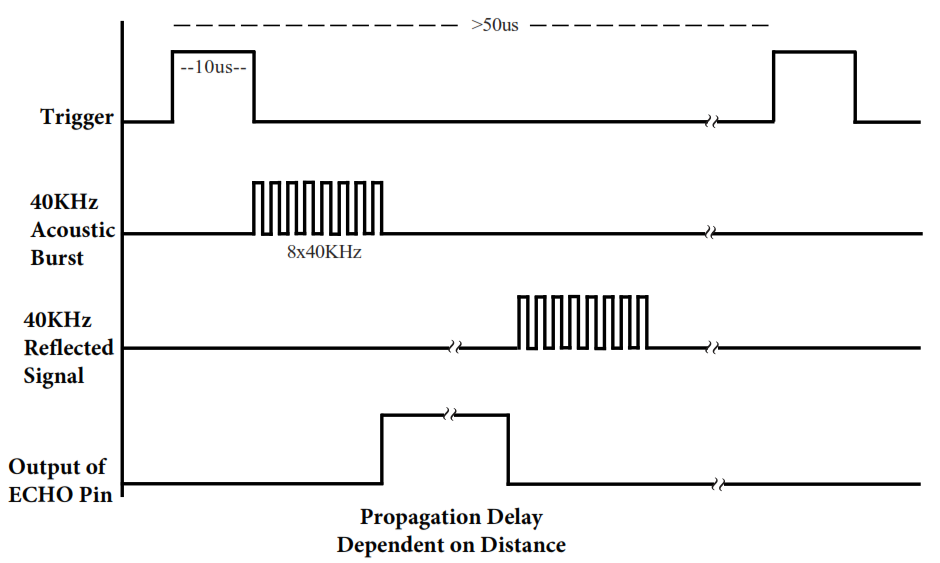 >50us
--10us--
Trigger
40KHz
Acoustic
Burst
8x40KHz
40KHz
Reflected
Signal
Output of
ECHO Pin
Propagation Delay
Dependent on Distance